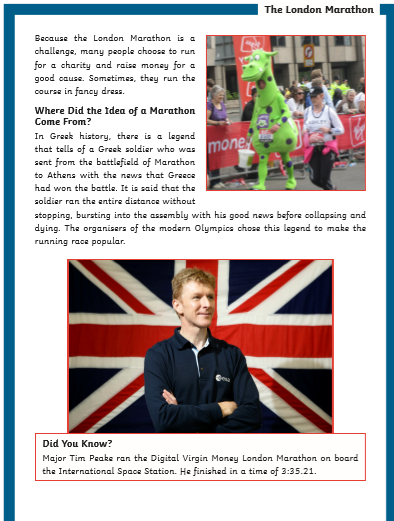 The London Marathon
Because the London Marathon is a
challenge, many people choose to run
for a charity and raise money for a
good cause. Sometimes, they run the
course in fancy dress.
Where Did the Idea of a Marathon
Come From?
In Greek history, there is a legend
that tells of a Greek soldier who was
sent from the battlefield of Marathon
to Athens with the news that Greece
had won the battle. It is said that the
soldier ran the entire distance without
stopping, bursting into the assembly with his good news before collapsing and
dying. The organisers of the modern Olympics chose this legend to make the
running race popular.
money
esa
Did You Know?
Major Tim Peake ran the Digital Virgin Money London Marathon on board
the International Space Station. He finished in a time of 3:35.21.